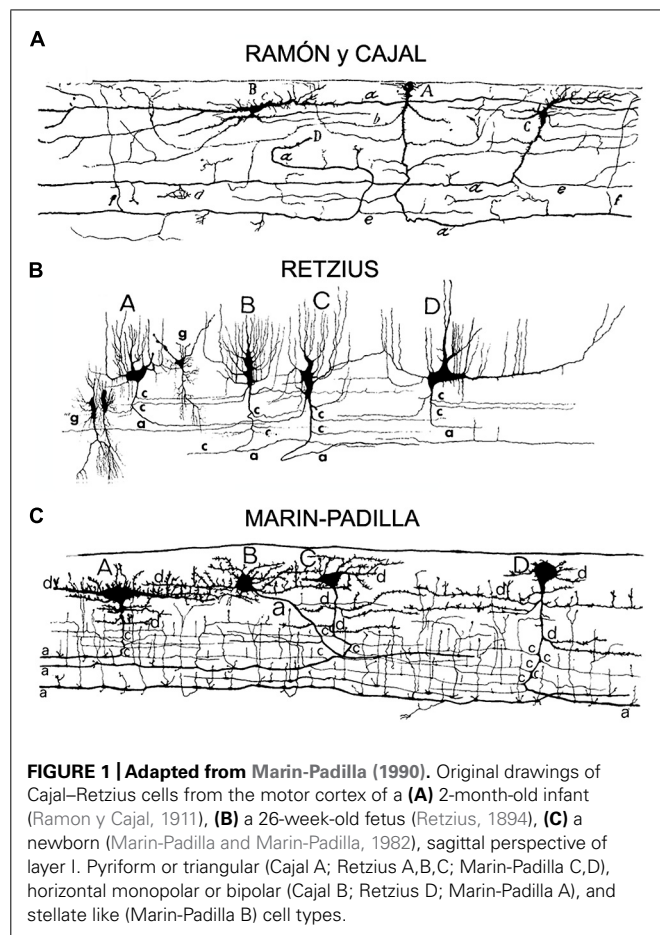 A
RAMÓN y CAJAL
B a A
b C
D
a
d a e
f e f
a
B
RETZIUS
A B C D
g
g c c c
c c c
a c c a
c a a
C
MARIN-PADILLA
A B C D
d d d d
d a d d
d d
c c c c c
c c c c
a c
a
a a
FIGURE 1 | Adapted from Marin-Padilla (1990). Original drawings of
Cajal–Retzius cells from the motor cortex of a (A) 2-month-old infant
(Ramon y Cajal, 1911), (B) a 26-week-old fetus (Retzius, 1894), (C) a
newborn (Marin-Padilla and Marin-Padilla, 1982), sagittal perspective of
layer I. Pyriform or triangular (Cajal A; Retzius A,B,C; Marin-Padilla C,D),
horizontal monopolar or bipolar (Cajal B; Retzius D; Marin-Padilla A), and
stellate like (Marin-Padilla B) cell types.